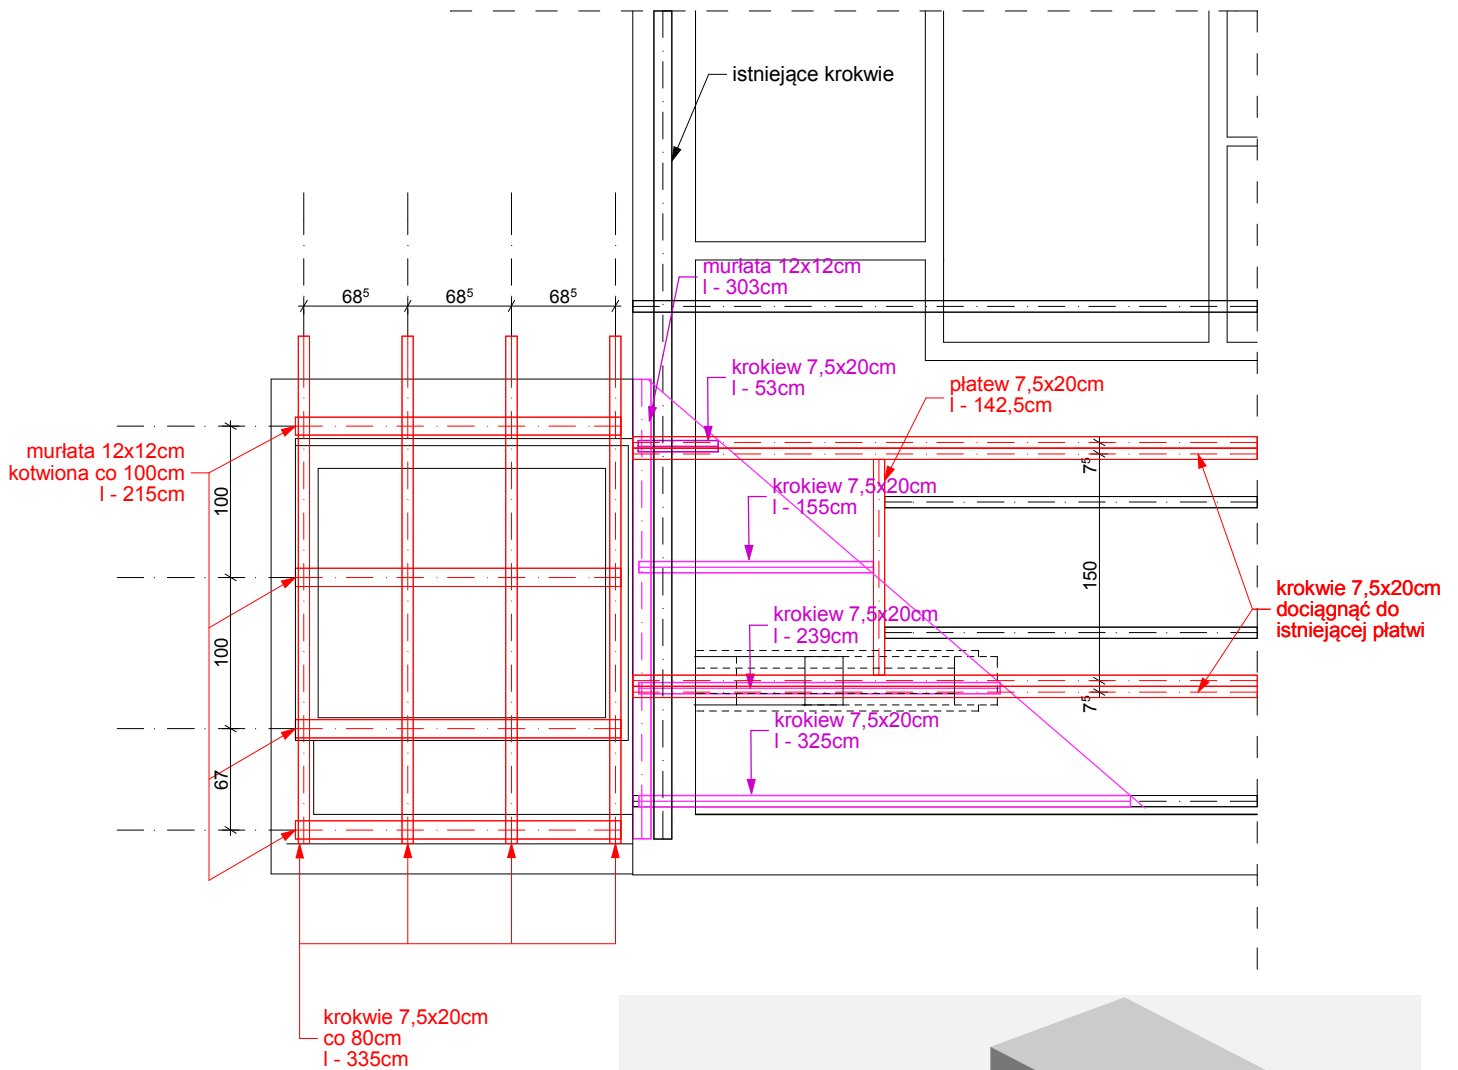 istniejące krokwie
murłata 12x12cm
l - 303cm
68⁵
68⁵
68⁵
krokiew 7,5x20cm
l - 53cm
płatew 7,5x20cm
l - 142,5cm
murłata 12x12cm
kotwiona co 100cm
l - 215cm
100
7⁵
krokiew 7,5x20cm
l - 155cm
150
krokwie 7,5x20cm
dociągnąć do
istniejącej płatwi
krokiew 7,5x20cm
l - 239cm
100
7⁵
krokiew 7,5x20cm
l - 325cm
67
krokwie 7,5x20cm
co 80cm
l - 335cm